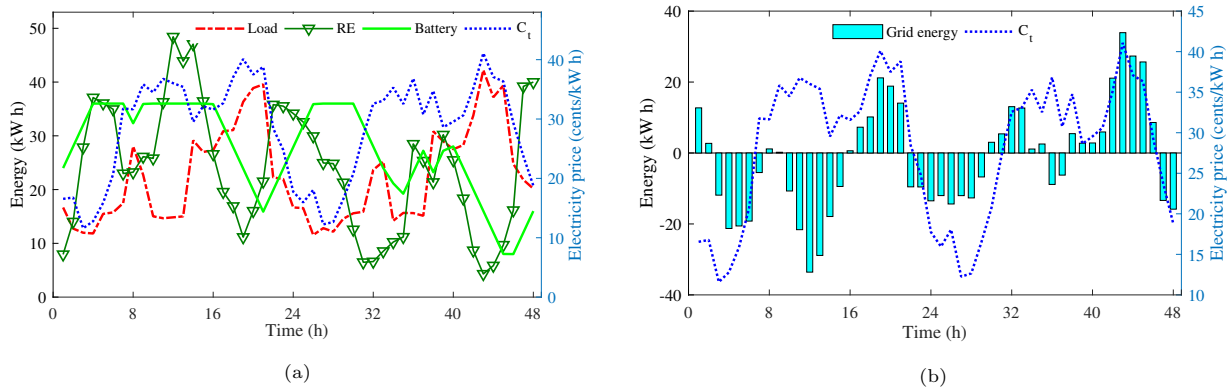 Load RE Battery C_t
Energy (kW h)
50
40
30
20
10
0
0 8 16 24 32 40 48
Time (h)
40
30
20
10
0
Electricity price (cents/kW h)
(a)
Grid energy C_t
Energy (kW h)
40
20
0
-20
-40
0 8 16 24 32 40 48
Time (h)
45
40
35
30
25
20
15
10
Electricity price (cents/kW h)
(b)